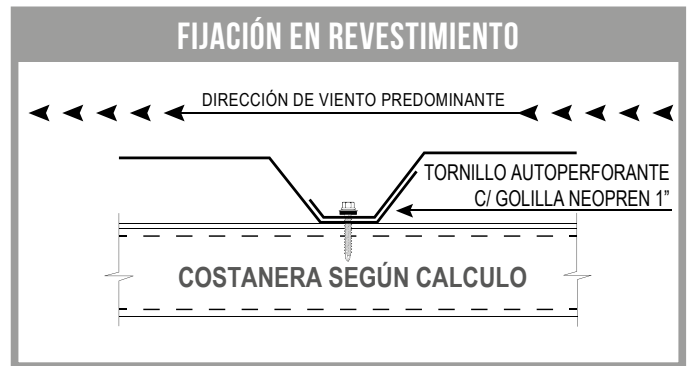 FIJACIÓN EN REVESTIMIENTO
DIRECCIÓN DE VIENTO PREDOMINANTE
TORNILLO AUTOPERFORANTE
C/ GOLILLA NEOPREN 1”
COSTANERA SEGÚN CALCULO